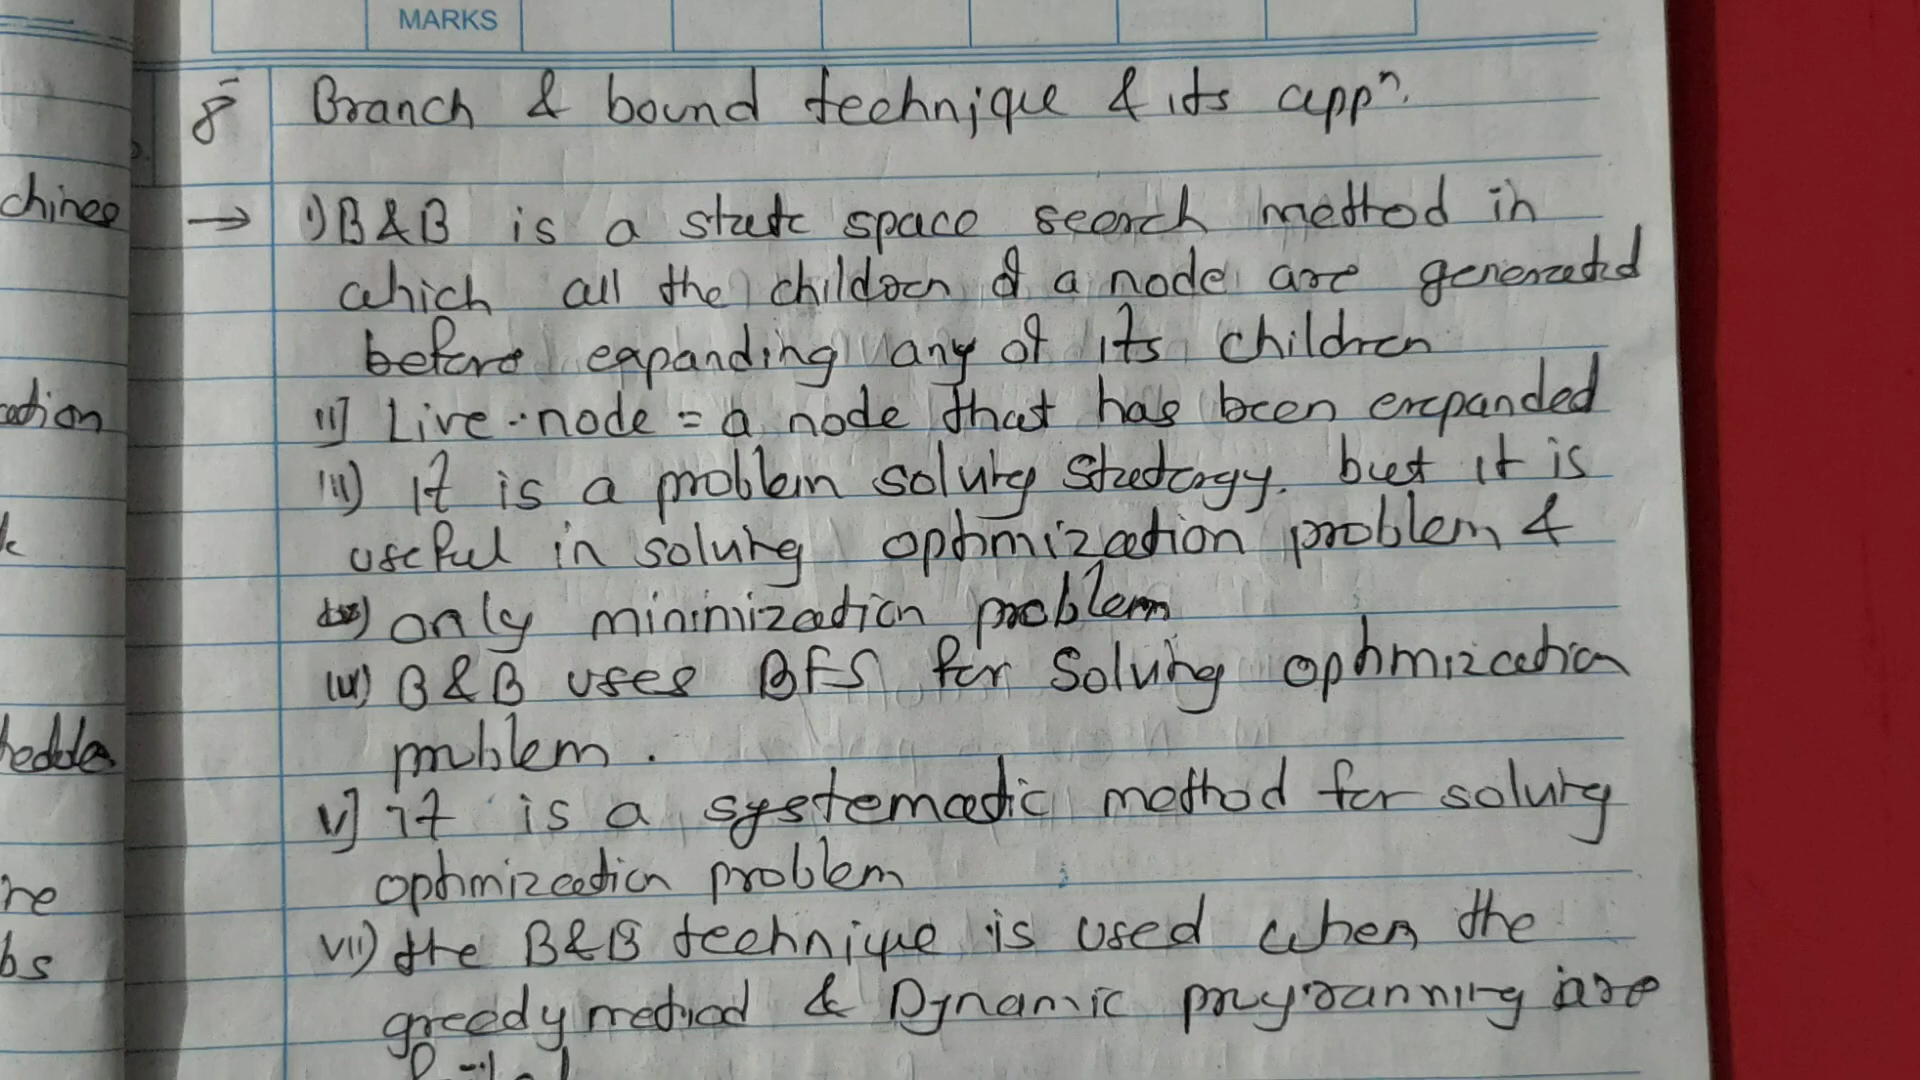 MARKS
8 Branch & bound technique & its appn.
chines → i) B&B is a state space search method in
which all the children of a node are generated
before expanding any of its children
ii] Live node = a node that has been expanded
iii) it is a problem solving stratergy. but it is
useful in solving optimization problem &
only minimization problem
iv) B&B uses BFS for solving optimization
problem.
v] it is a systematic method for solving
optimization problem
vii) the B&B technique is used when the
greedy method & Dynamic programming are